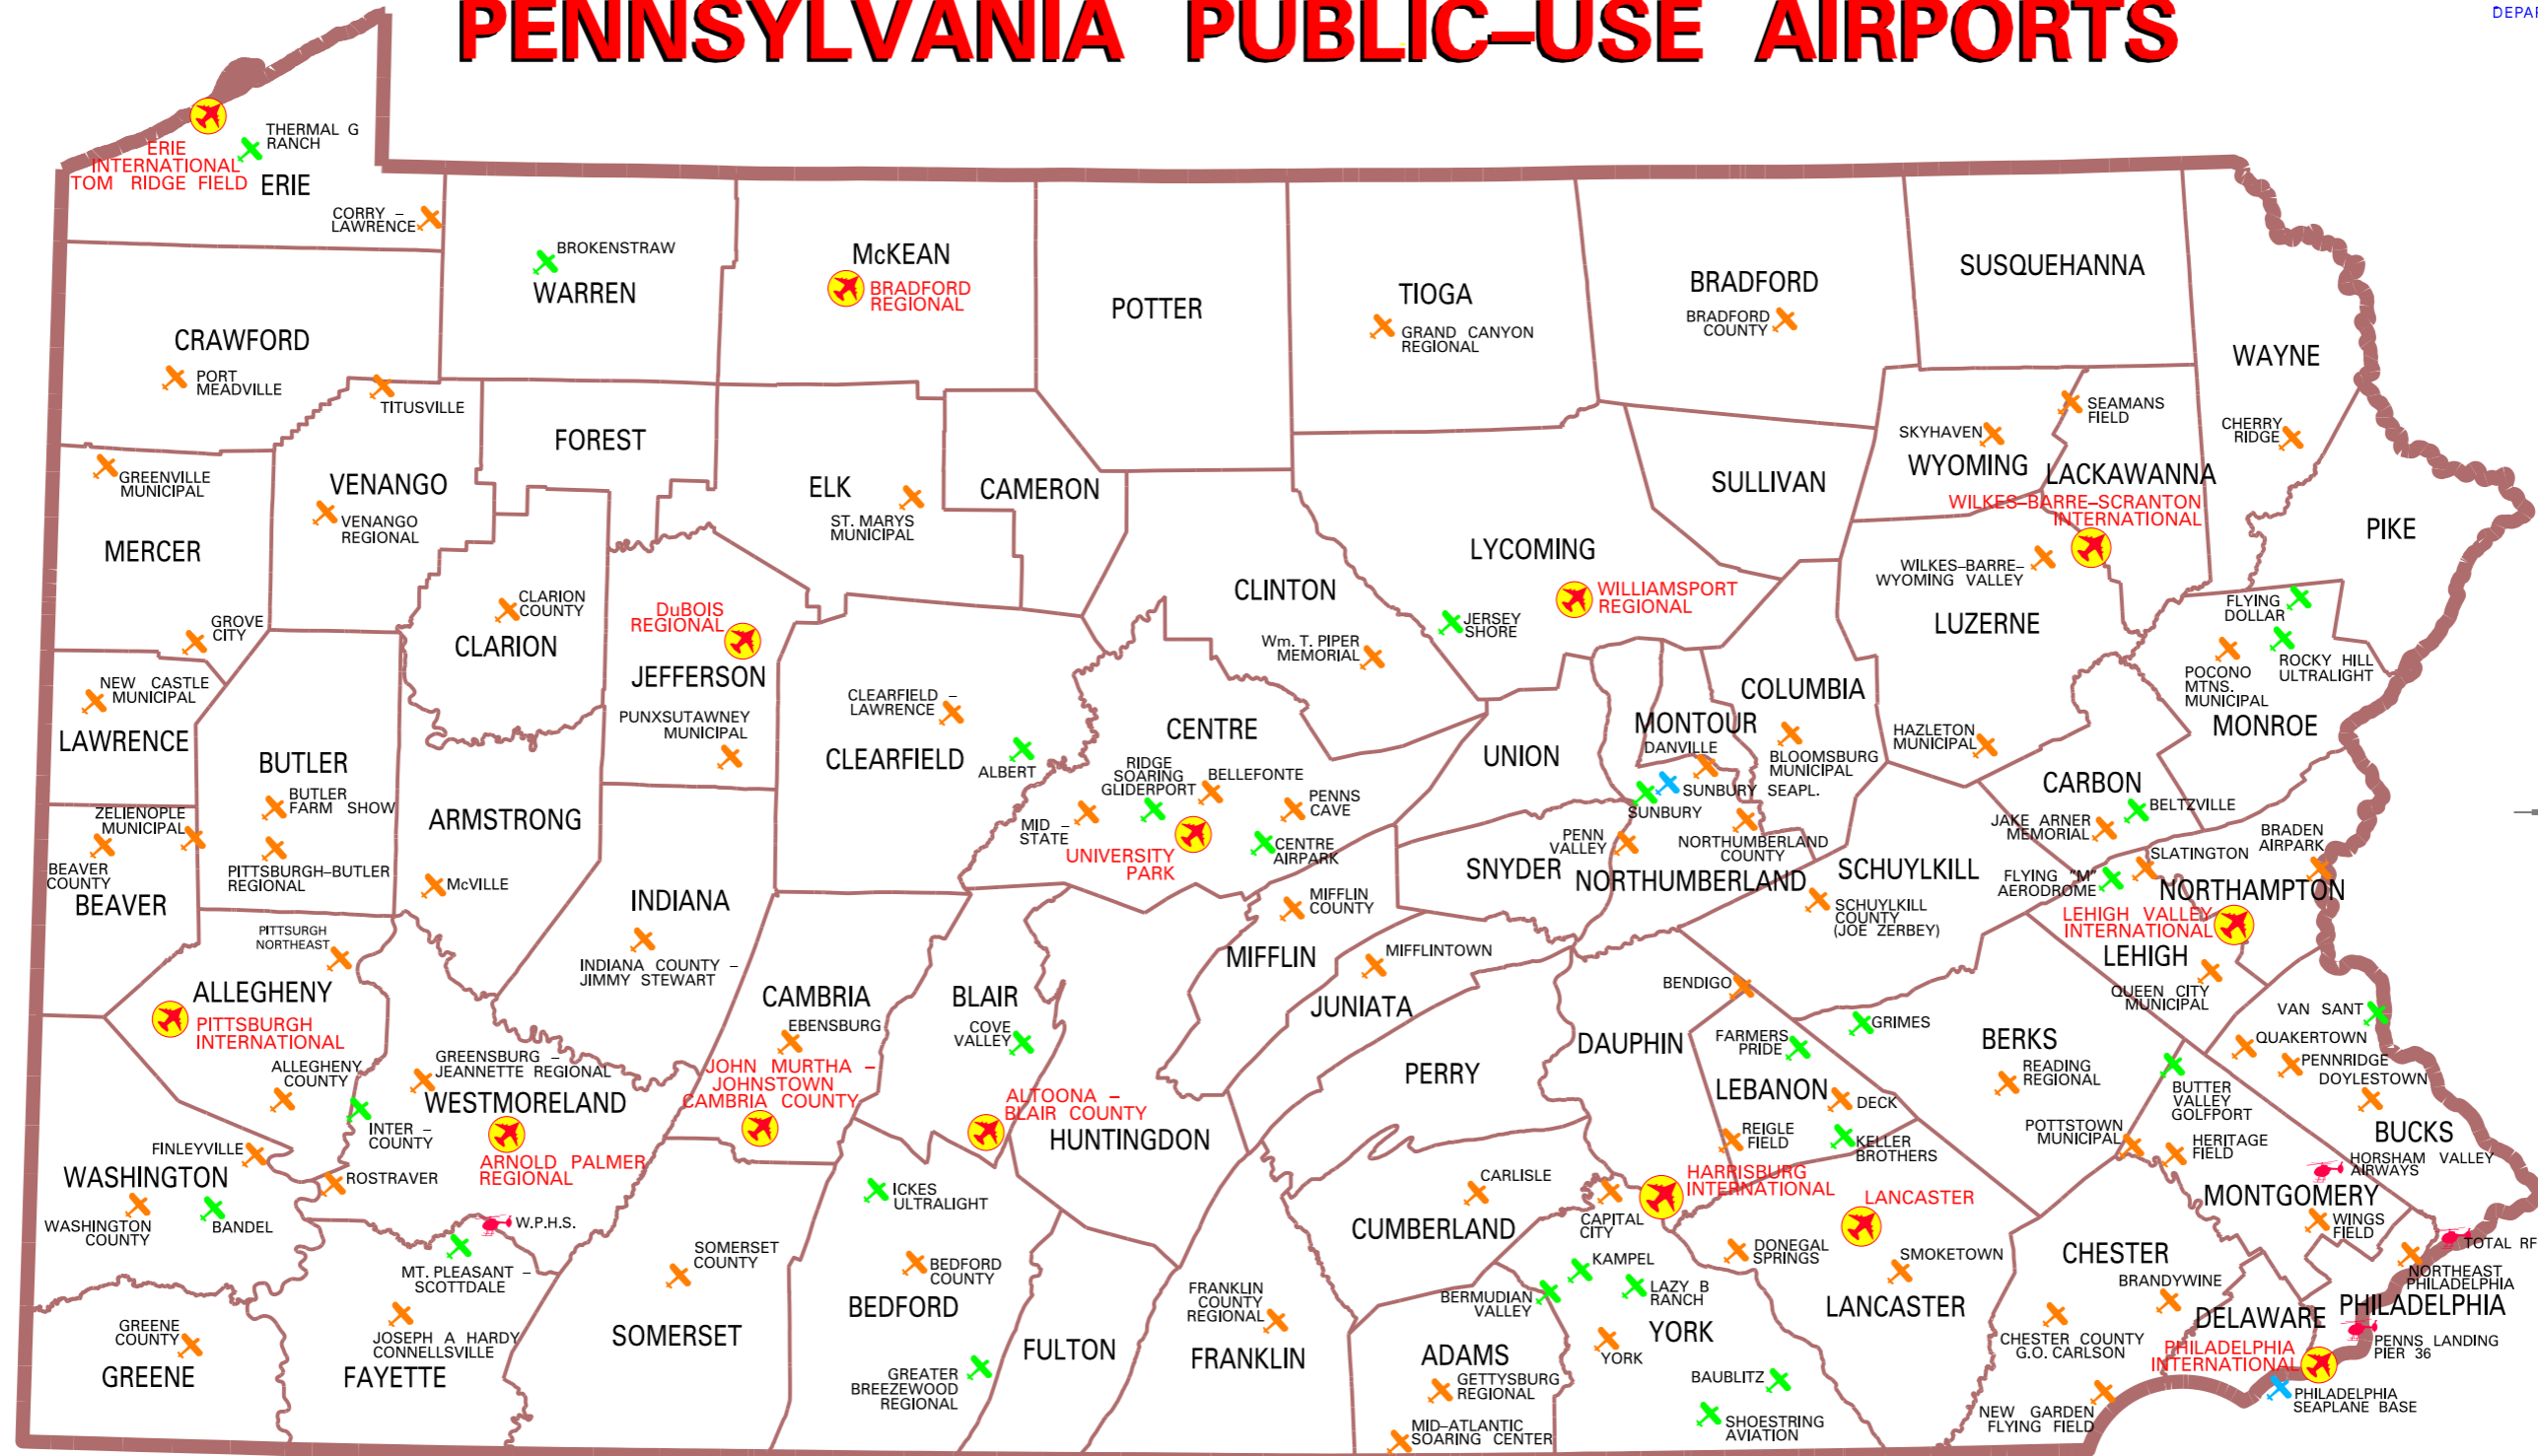 PENNSYLVANIA PUBLIC–USE AIRPORTS
THERMAL G
RANCH
ERIE
INTERNATIONAL
TOM RIDGE FIELD
ERIE
CORRY –
LAWRENCE
BROKENSTRAW
WARREN
McKEAN
BRADFORD
REGIONAL
POTTER
TIOGA
GRAND CANYON
REGIONAL
BRADFORD
BRADFORD
COUNTY
SUSQUEHANNA
WAYNE
CHERRY
RIDGE
CRAWFORD
PORT
MEADVILLE
TITUSVILLE
FOREST
VENANGO
VENANGO
REGIONAL
GREENVILLE
MUNICIPAL
MERCER
GROVE
CITY
ELK
ST. MARYS
MUNICIPAL
CAMERON
SULLIVAN
SKYHAVEN
WYOMING
SEAMANS
FIELD
LACKAWANNA
WILKES–BARRE–SCRANTON
INTERNATIONAL
WILKES–BARRE–
WYOMING VALLEY
LUZERNE
PIKE
LYCOMING
WILLIAMSPORT
REGIONAL
JERSEY
SHORE
CLINTON
Wm. T. PIPER
MEMORIAL
CLARION
COUNTY
CLARION
DuBOIS
REGIONAL
JEFFERSON
PUNXSUTAWNEY
MUNICIPAL
CLEARFIELD –
LAWRENCE
CLEARFIELD
ALBERT
NEW CASTLE
MUNICIPAL
LAWRENCE
BUTLER
BUTLER
FARM SHOW
ZELIENOPLE
MUNICIPAL
BEAVER
COUNTY
BEAVER
PITTSBURGH–BUTLER
REGIONAL
ARMSTRONG
McVILLE
INDIANA
INDIANA COUNTY –
JIMMY STEWART
CENTRE
RIDGE
SOARING
GLIDERPORT
BELLEFONTE
PENNS
CAVE
MID –
STATE
UNIVERSITY
PARK
CENTRE
AIRPARK
UNION
MONTOUR
DANVILLE
SUNBURY SEAPL.
SUNBURY
COLUMBIA
BLOOMSBURG
MUNICIPAL
HAZLETON
MUNICIPAL
FLYING
DOLLAR
ROCKY HILL
ULTRALIGHT
POCONO
MTNS.
MUNICIPAL
MONROE
CARBON
BELTZVILLE
JAKE ARNER
MEMORIAL
BRADEN
AIRPARK
SLATINGTON
FLYING "M"
AERODROME
NORTHAMPTON
LEHIGH VALLEY
INTERNATIONAL
LEHIGH
QUEEN CITY
MUNICIPAL
SNYDER
PENN
VALLEY
NORTHUMBERLAND
COUNTY
NORTHUMBERLAND
SCHUYLKILL
SCHUYLKILL
COUNTY
(JOE ZERBEY)
MIFFLIN
COUNTY
MIFFLIN
MIFFLINTOWN
JUNIATA
PITTSURGH
NORTHEAST
ALLEGHENY
PITTSBURGH
INTERNATIONAL
ALLEGHENY
COUNTY
GREENSBURG –
JEANNETTE REGIONAL
WESTMORELAND
INTER –
COUNTY
ARNOLD PALMER
REGIONAL
ROSTRAVER
W.P.H.S.
CAMBRIA
EBENSBURG
JOHN MURTHA –
JOHNSTOWN
CAMBRIA COUNTY
BLAIR
COVE
VALLEY
ALTOONA –
BLAIR COUNTY
HUNTINGDON
PERRY
DAUPHIN
BENDIGO
FARMERS
PRIDE
GRIMES
LEBANON
DECK
REIGLE
FIELD
KELLER
BROTHERS
BERKS
READING
REGIONAL
VAN SANT
QUAKERTOWN
PENNRIDGE
DOYLESTOWN
BUCKS
BUTTER
VALLEY
GOLFPORT
POTTSTOWN
MUNICIPAL
HERITAGE
FIELD
HORSHAM VALLEY
AIRWAYS
MONTGOMERY
WINGS
FIELD
FINLEYVILLE
WASHINGTON
WASHINGTON
COUNTY
BANDEL
GREENE
COUNTY
GREENE
MT. PLEASANT –
SCOTTDALE
JOSEPH A HARDY
CONNELLSVILLE
FAYETTE
SOMERSET
COUNTY
SOMERSET
ICKES
ULTRALIGHT
BEDFORD
COUNTY
BEDFORD
GREATER
BREEZEWOOD
REGIONAL
FULTON
FRANKLIN
COUNTY
REGIONAL
FRANKLIN
CARLISLE
CUMBERLAND
CAPITAL
CITY
HARRISBURG
INTERNATIONAL
LANCASTER
DONEGAL
SPRINGS
SMOKETOWN
LANCASTER
KAMPEL
BERMUDIAN
VALLEY
LAZY B
RANCH
YORK
YORK
ADAMS
GETTYSBURG
REGIONAL
MID–ATLANTIC
SOARING CENTER
BAUBLITZ
SHOESTRING
AVIATION
CHESTER
BRANDYWINE
CHESTER COUNTY
G.O. CARLSON
NEW GARDEN
FLYING FIELD
DELAWARE
PHILADELPHIA
INTERNATIONAL
TOTAL RF
NORTHEAST
PHILADELPHIA
PHILADELPHIA
PENNS LANDING
PIER 36
PHILADELPHIA
SEAPLANE BASE
DEPAR